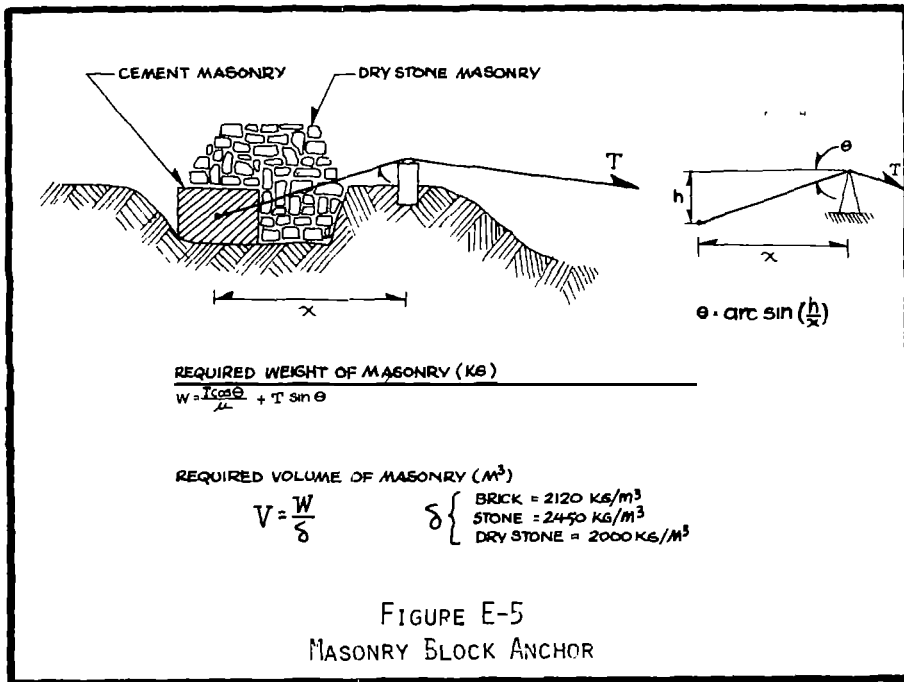 CEMENT MASONRY
DRY STONE MASONRY
T
x
θ
T
h
x
θ = arc sin (h/x)
REQUIRED WEIGHT OF MASONRY (KG)
W = Tcosθ/μ + T sin θ
REQUIRED VOLUME OF MASONRY (M³)
V = W/δ
δ { BRICK = 2120 KG/m³
STONE = 2450 KG/m³
DRY STONE = 2000 KG/M³
FIGURE E-5
MASONRY BLOCK ANCHOR